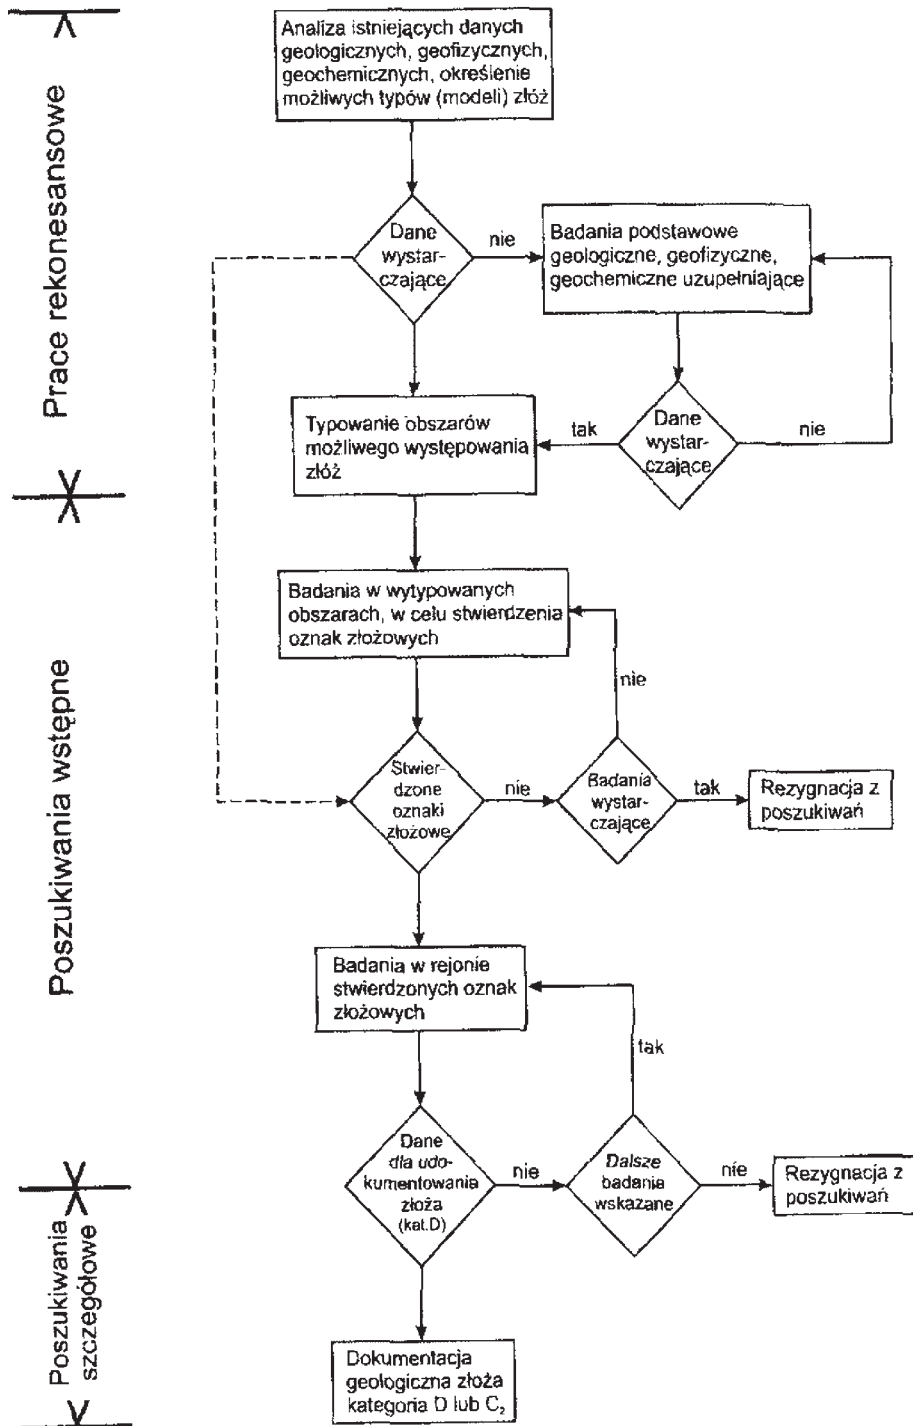 Prace rekonesansowe
Analiza istniejących danych
geologicznych, geofizycznych,
geochemicznych, określenie
możliwych typów (modeli) złóż
Dane
wystar-
czające
nie
Badania podstawowe
geologiczne, geofizyczne,
geochemiczne uzupełniające
Typowanie obszarów
możliwego występowania
złóż
tak
Dane
wystar-
czające
nie
Poszukiwania wstępne
Badania w wytypowanych
obszarach, w celu stwierdzenia
oznak złożowych
nie
Stwier-
dzone
oznaki
złożowe
nie
Badania
wystar-
czające
tak
Rezygnacja z
poszukiwań
Badania w rejonie
stwierdzonych oznak
złożowych
tak
Dane
dla udo-
kumentowania
złoża
(kat.D)
nie
Dalsze
badania
wskazane
nie
Rezygnacja z
poszukiwań
Poszukiwania
szczegółowe
Dokumentacja
geologiczna złoża
kategoria D lub C₂